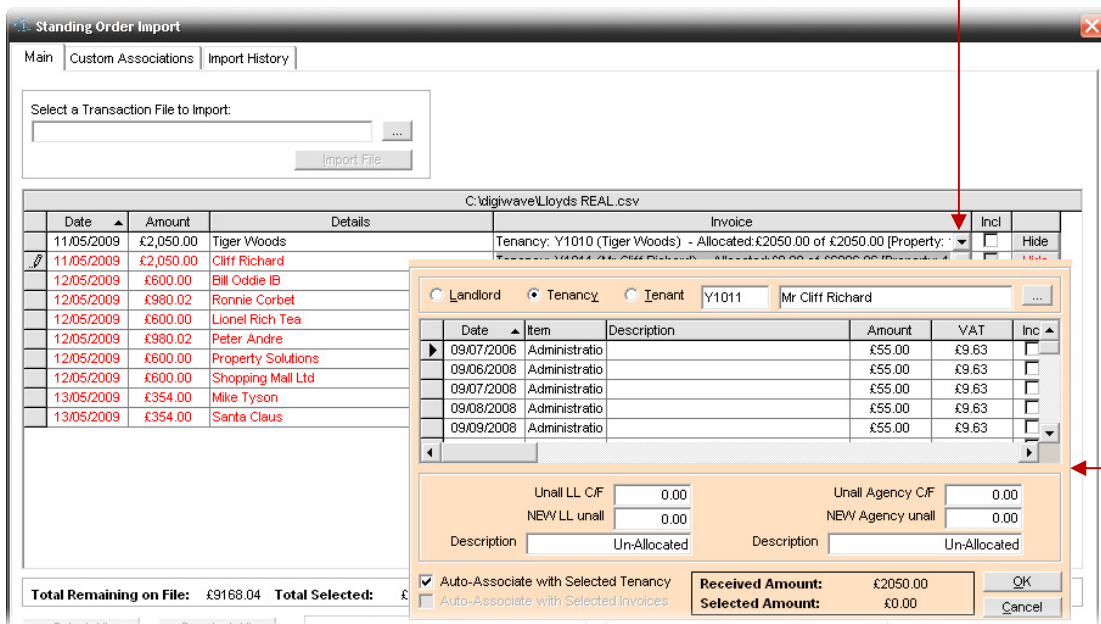 Standing Order Import
Main Custom Associations Import History
Select a Transaction File to Import:
...
Import File
C:\digiwave\Lloyds REAL.csv
Date Amount Details Invoice Incl
11/05/2009 £2,050.00 Tiger Woods Tenancy: Y1010 (Tiger Woods) - Allocated:£2050.00 of £2050.00 [Property: Hide
11/05/2009 £2,050.00 Cliff Richard Tenancy: Y1011 (Mr Cliff Richard) Hide
12/05/2009 £600.00 Bill Oddie IB
12/05/2009 £980.02 Ronnie Corbet
12/05/2009 £600.00 Lionel Rich Tea
12/05/2009 £980.02 Peter Andre
12/05/2009 £600.00 Property Solutions
12/05/2009 £600.00 Shopping Mall Ltd
13/05/2009 £354.00 Mike Tyson
13/05/2009 £354.00 Santa Claus
Landlord Tenancy Tenant Y1011 Mr Cliff Richard ...
Date Item Description Amount VAT Inc
09/07/2006 Administratio £55.00 £9.63
09/06/2008 Administratio £55.00 £9.63
09/07/2008 Administratio £55.00 £9.63
09/08/2008 Administratio £55.00 £9.63
09/09/2008 Administratio £55.00 £9.63
Unall LL C/F 0.00 Unall Agency C/F 0.00
NEW LL unall 0.00 NEW Agency unall 0.00
Description Un-Allocated Description Un-Allocated
Auto-Associate with Selected Tenancy Received Amount: £2050.00 OK
Auto-Associate with Selected Invoices Selected Amount: £0.00 Cancel
Total Remaining on File: £9168.04 Total Selected: £